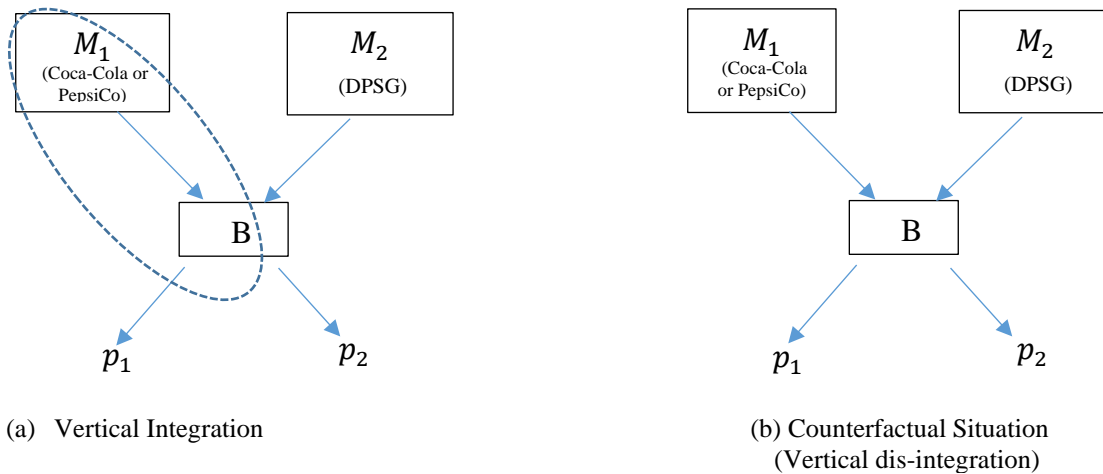 M₁
(Coca-Cola or
PepsiCo)
M₂
(DPSG)
B
p₁
p₂
(a) Vertical Integration
M₁
(Coca-Cola
or PepsiCo)
M₂
(DPSG)
B
p₁
p₂
(b) Counterfactual Situation
(Vertical dis-integration)